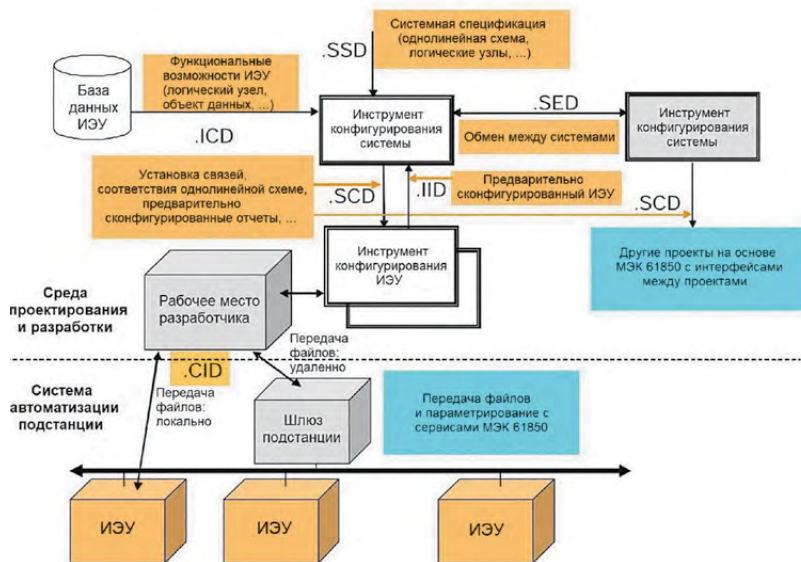 Системная спецификация
(однолинейная схема,
логические узлы, ...)
.SSD
Функциональные
возможности ИЭУ
(логический узел,
объект данных, ...)
База
данных
ИЭУ
.ICD
Инструмент
конфигурирования
системы
.SED
Обмен между системами
Инструмент
конфигурирования
системы
Установка связей,
соответствия однолинейной схеме,
предварительно
сконфигурированные отчеты, ...
.SCD
.IID
Предварительно
сконфигурированный ИЭУ
.SCD
Инструмент
конфигурирования
ИЭУ
Другие проекты на основе
МЭК 61850 с интерфейсами
между проектами
Среда
проектирования
и разработки
Рабочее место
разработчика
Передача
файлов:
удаленно
.CID
Передача
файлов:
локально
Система
автоматизации
подстанции
Шлюз
подстанции
Передача файлов
и параметрирование с
сервисами МЭК 61850
ИЭУ
ИЭУ
ИЭУ